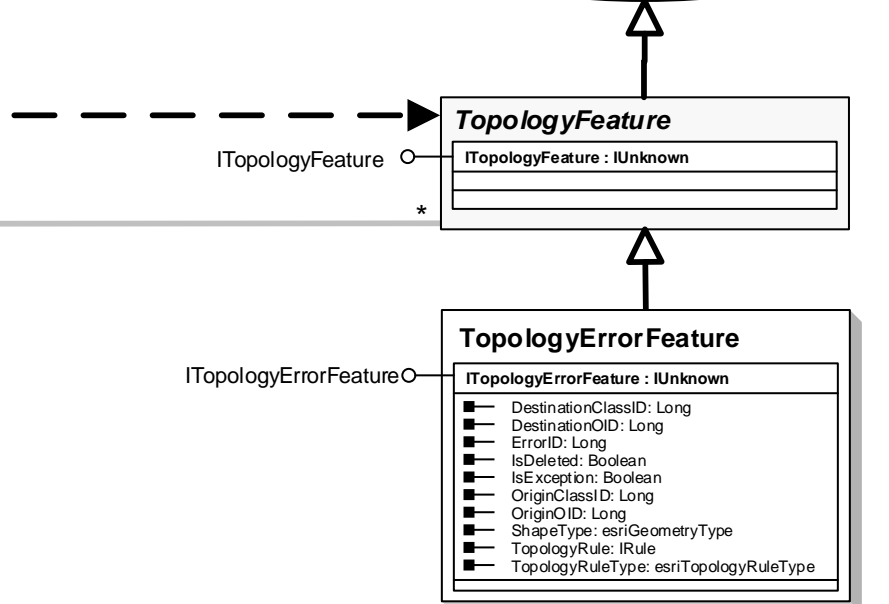 TopologyFeature
ITopologyFeature
ITopologyFeature : IUnknown
*
TopologyErrorFeature
ITopologyErrorFeature
ITopologyErrorFeature : IUnknown
DestinationClassID: Long
DestinationOID: Long
ErrorID: Long
IsDeleted: Boolean
IsException: Boolean
OriginClassID: Long
OriginOID: Long
ShapeType: esriGeometryType
TopologyRule: IRule
TopologyRuleType: esriTopologyRuleType